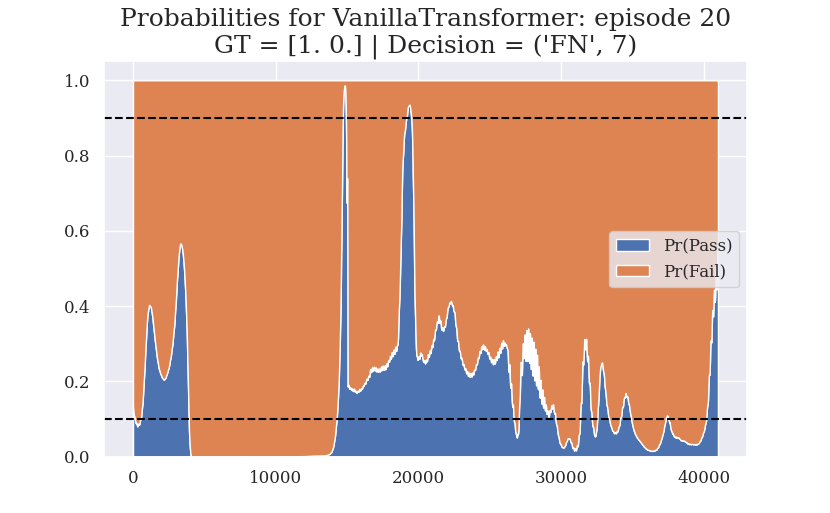 Probabilities for VanillaTransformer: episode 20
GT = [1. 0.] | Decision = ('FN', 7)
1.0
0.8
0.6
0.4
0.2
0.0
Pr(Pass)
Pr(Fail)
0
10000
20000
30000
40000